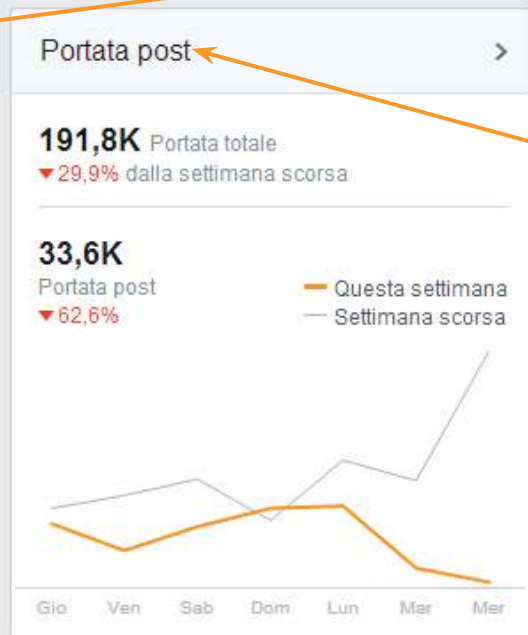 Portata post
191,8K Portata totale
29,9% dalla settimana scorsa
33,6K
Portata post
62,6%
Questa settimana
Settimana scorsa
Gio Ven Sab Dom Lun Mar Mer